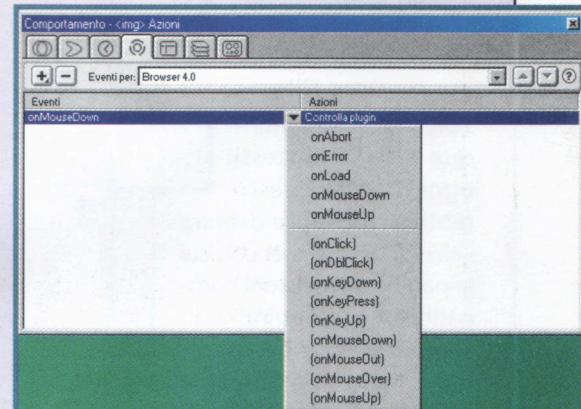 Comportamento - <img> Azioni
Eventi per: Browser 4.0
Eventi Azioni
onMouseDown Controlla plugin
onAbort
onError
onLoad
onMouseDown
onMouseUp
(onClick)
(onDblClick)
(onKeyDown)
(onKeyPress)
(onKeyUp)
(onMouseDown)
(onMouseOut)
(onMouseOver)
(onMouseUp)